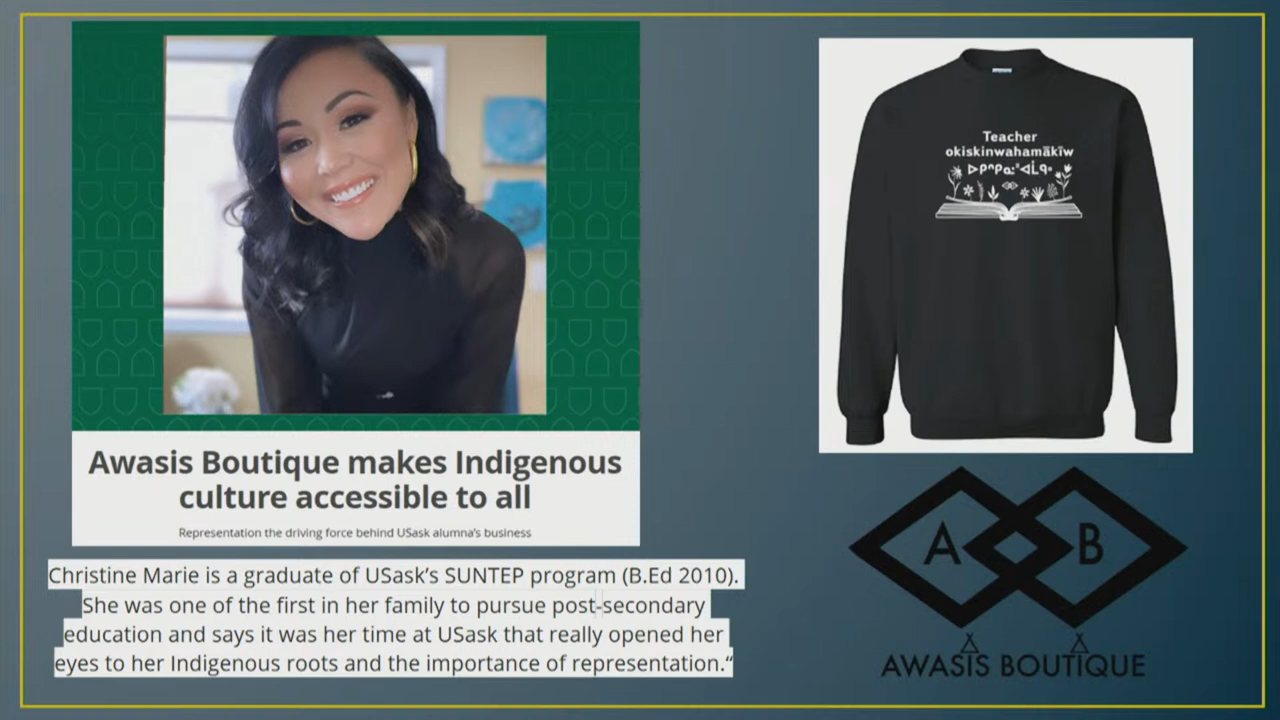 Awasis Boutique makes Indigenous
culture accessible to all
Representation the driving force behind USask alumna's business
Christine Marie is a graduate of USask's SUNTEP program (B.Ed 2010).
She was one of the first in her family to pursue post-secondary
education and says it was her time at USask that really opened her
eyes to her Indigenous roots and the importance of representation.“
Teacher
okiskinwahamākīw
A B
AWASIS BOUTIQUE